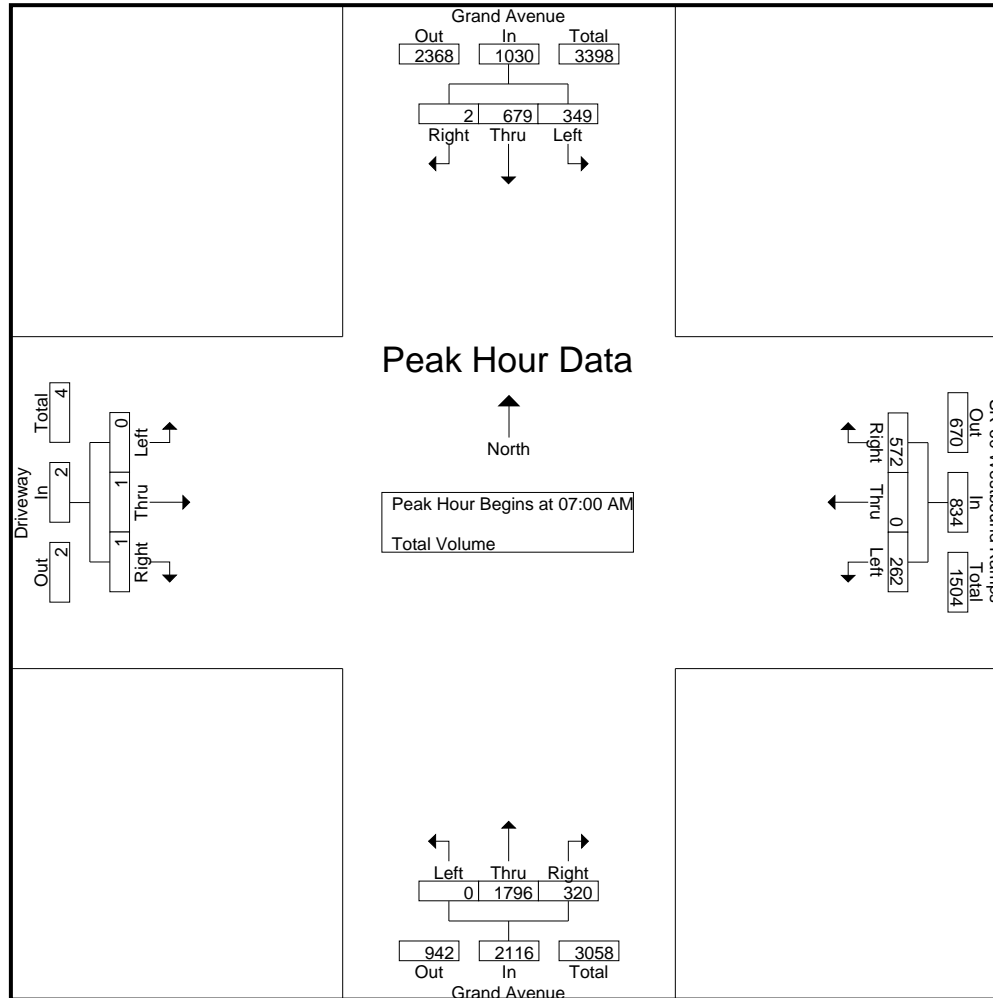 Grand Avenue
Out In Total
2368 1030 3398
2 679 349
Right Thru Left
Peak Hour Data
North
Peak Hour Begins at 07:00 AM
Total Volume
Driveway
Out In Total
2 2 4
Left Thru Right
0 1 1
Right Thru Left
572 0 262
Out In Total
670 834 1504
Left Thru Right
0 1796 320
942 2116 3058
Out In Total
Grand Avenue